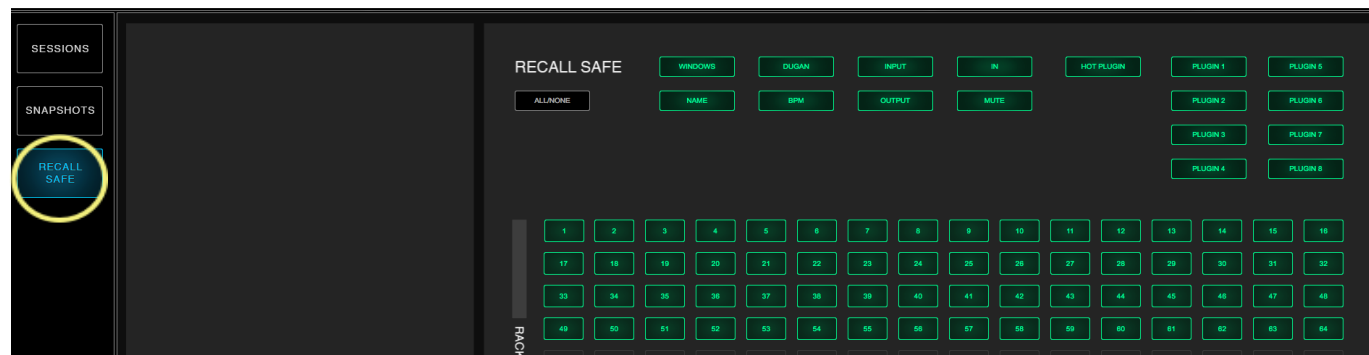 SESSIONS
SNAPSHOTS
RECALL
SAFE
RECALL SAFE
WINDOWS DUGAN INPUT IN HOT PLUGIN PLUGIN 1 PLUGIN 5
ALL/NONE NAME BPM OUTPUT MUTE PLUGIN 2 PLUGIN 6
PLUGIN 3 PLUGIN 7
PLUGIN 4 PLUGIN 8
1 2 3 4 5 6 7 8 9 10 11 12 13 14 15 16
17 18 19 20 21 22 23 24 25 26 27 28 29 30 31 32
33 34 35 36 37 38 39 40 41 42 43 44 45 46 47 48
RACK
49 50 51 52 53 54 55 56 57 58 59 60 61 62 63 64